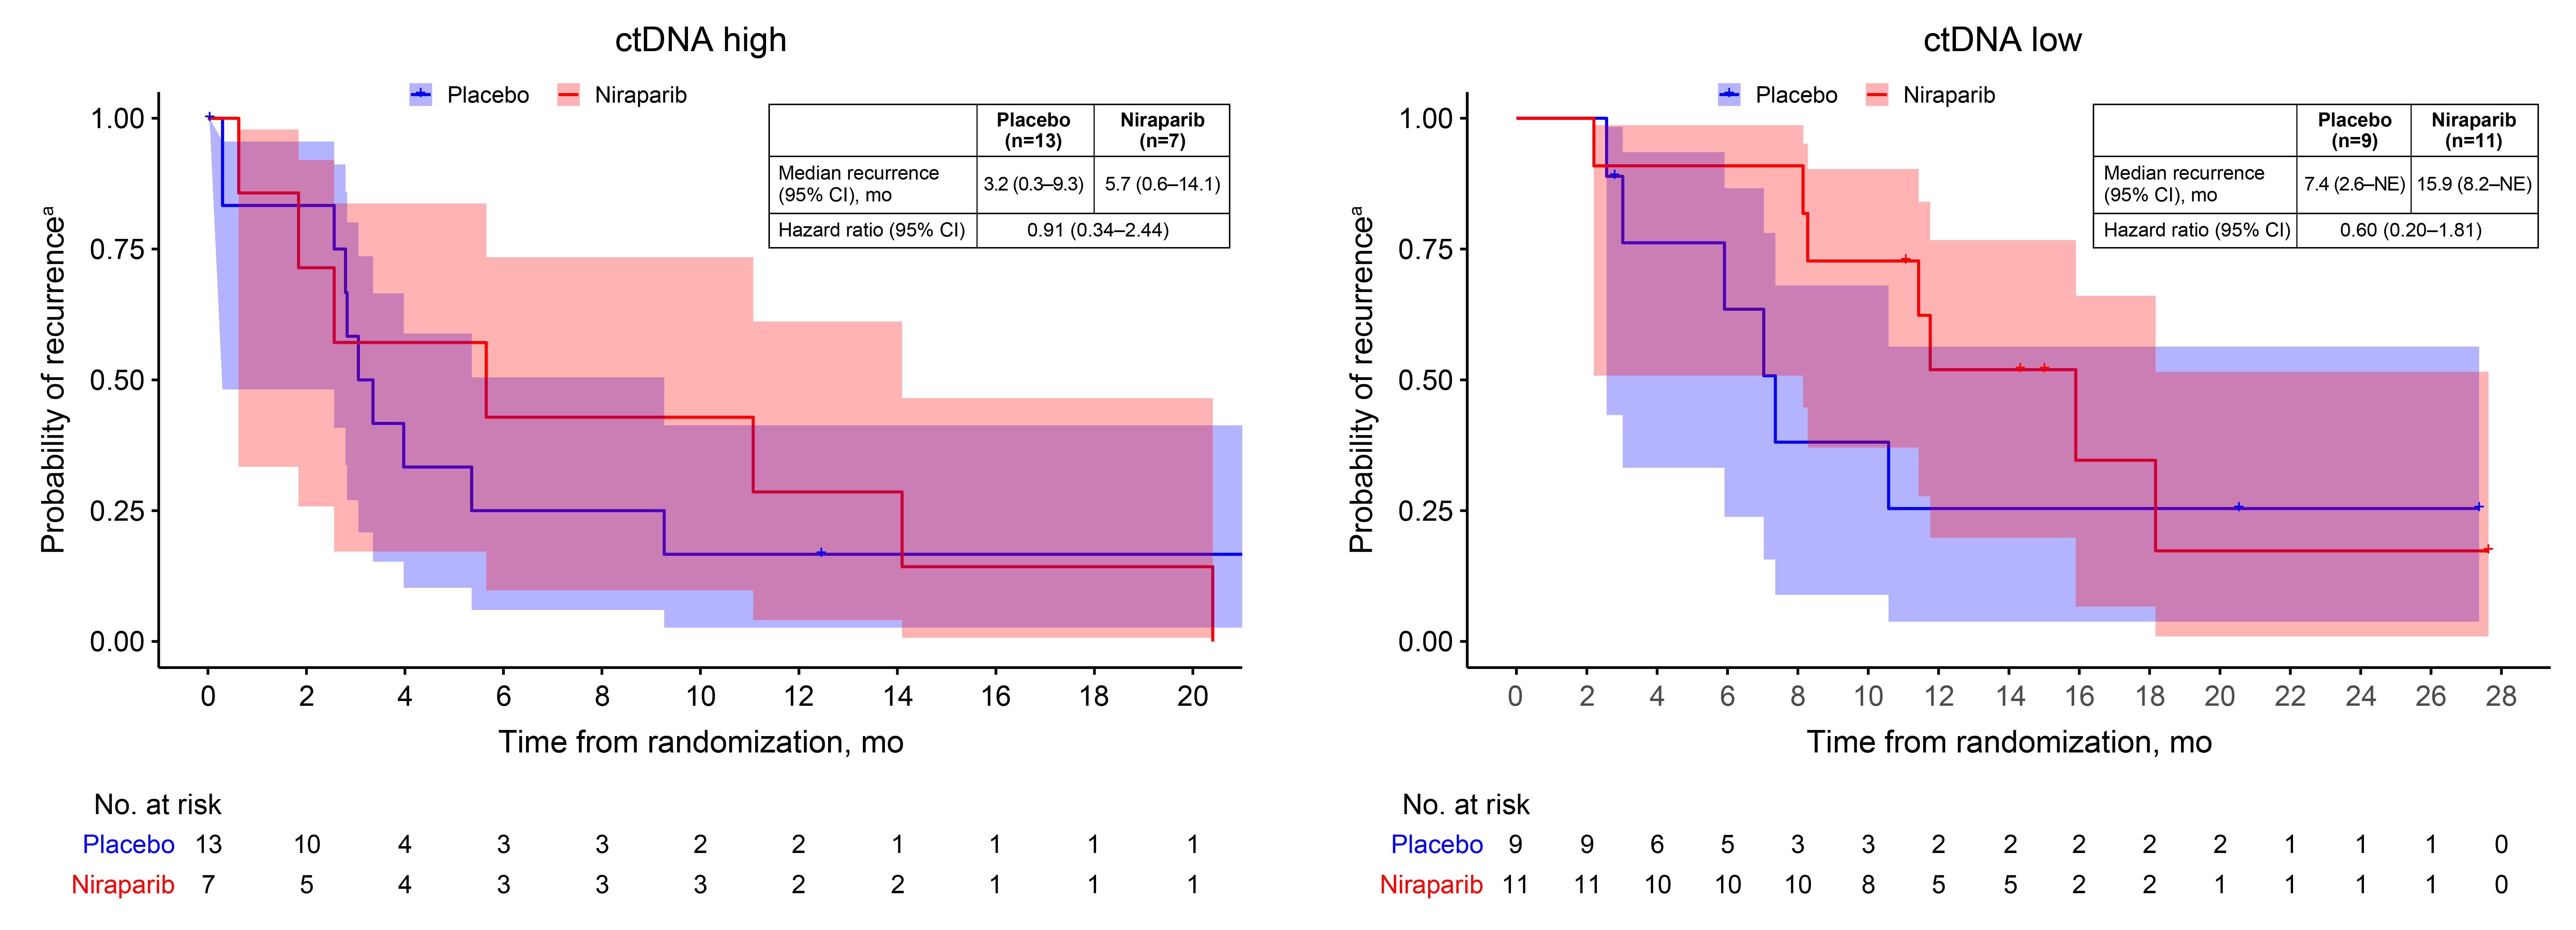 ctDNA high
Placebo Niraparib
Placebo (n=13) Niraparib (n=7)
Median recurrence (95% CI), mo 3.2 (0.3–9.3) 5.7 (0.6–14.1)
Hazard ratio (95% CI) 0.91 (0.34–2.44)
Probability of recurrenceᵃ
1.00
0.75
0.50
0.25
0.00
0 2 4 6 8 10 12 14 16 18 20
Time from randomization, mo
No. at risk
Placebo 13 10 4 3 3 2 2 1 1 1 1
Niraparib 7 5 4 3 3 3 2 2 1 1 1
ctDNA low
Placebo Niraparib
Placebo (n=9) Niraparib (n=11)
Median recurrence (95% CI), mo 7.4 (2.6–NE) 15.9 (8.2–NE)
Hazard ratio (95% CI) 0.60 (0.20–1.81)
Probability of recurrenceᵃ
1.00
0.75
0.50
0.25
0.00
0 2 4 6 8 10 12 14 16 18 20 22 24 26 28
Time from randomization, mo
No. at risk
Placebo 9 9 6 5 3 3 2 2 2 2 2 1 1 1 0
Niraparib 11 11 10 10 10 8 5 5 2 2 1 1 1 1 0